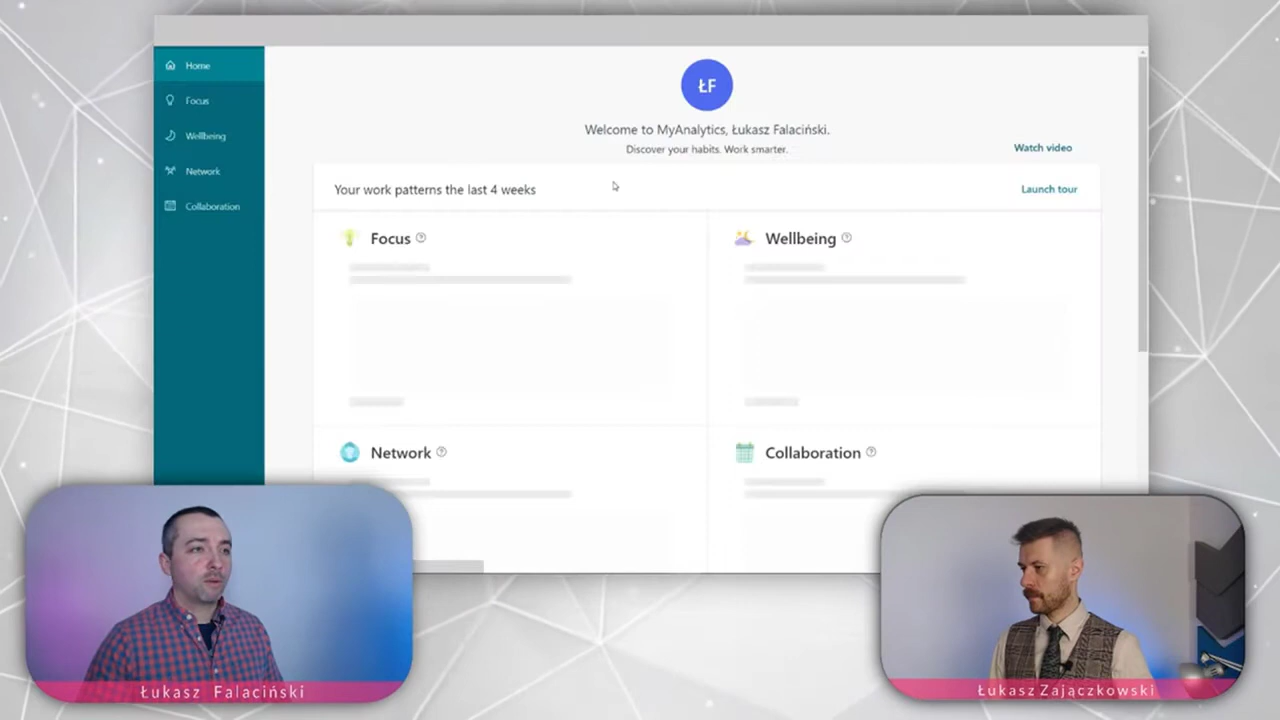 Home
Focus
Wellbeing
Network
Collaboration
ŁF
Welcome to MyAnalytics, Łukasz Falaciński.
Discover your habits. Work smarter.
Watch video
Your work patterns the last 4 weeks
Launch tour
Focus
Wellbeing
Network
Collaboration
Łukasz Falaciński
Łukasz Zajączkowski